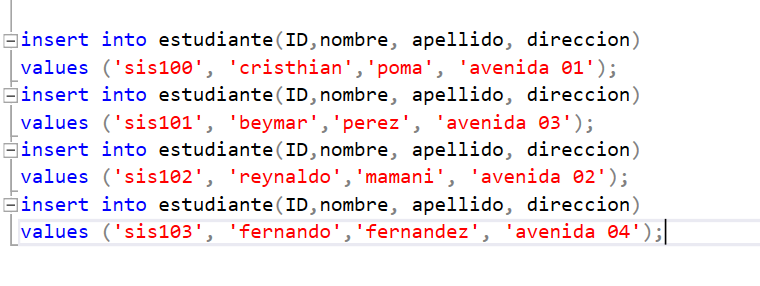 insert into estudiante(ID,nombre, apellido, direccion)
values ('sis100', 'cristhian','poma', 'avenida 01');
insert into estudiante(ID,nombre, apellido, direccion)
values ('sis101', 'beymar','perez', 'avenida 03');
insert into estudiante(ID,nombre, apellido, direccion)
values ('sis102', 'reynaldo','mamani', 'avenida 02');
insert into estudiante(ID,nombre, apellido, direccion)
values ('sis103', 'fernando','fernandez', 'avenida 04');